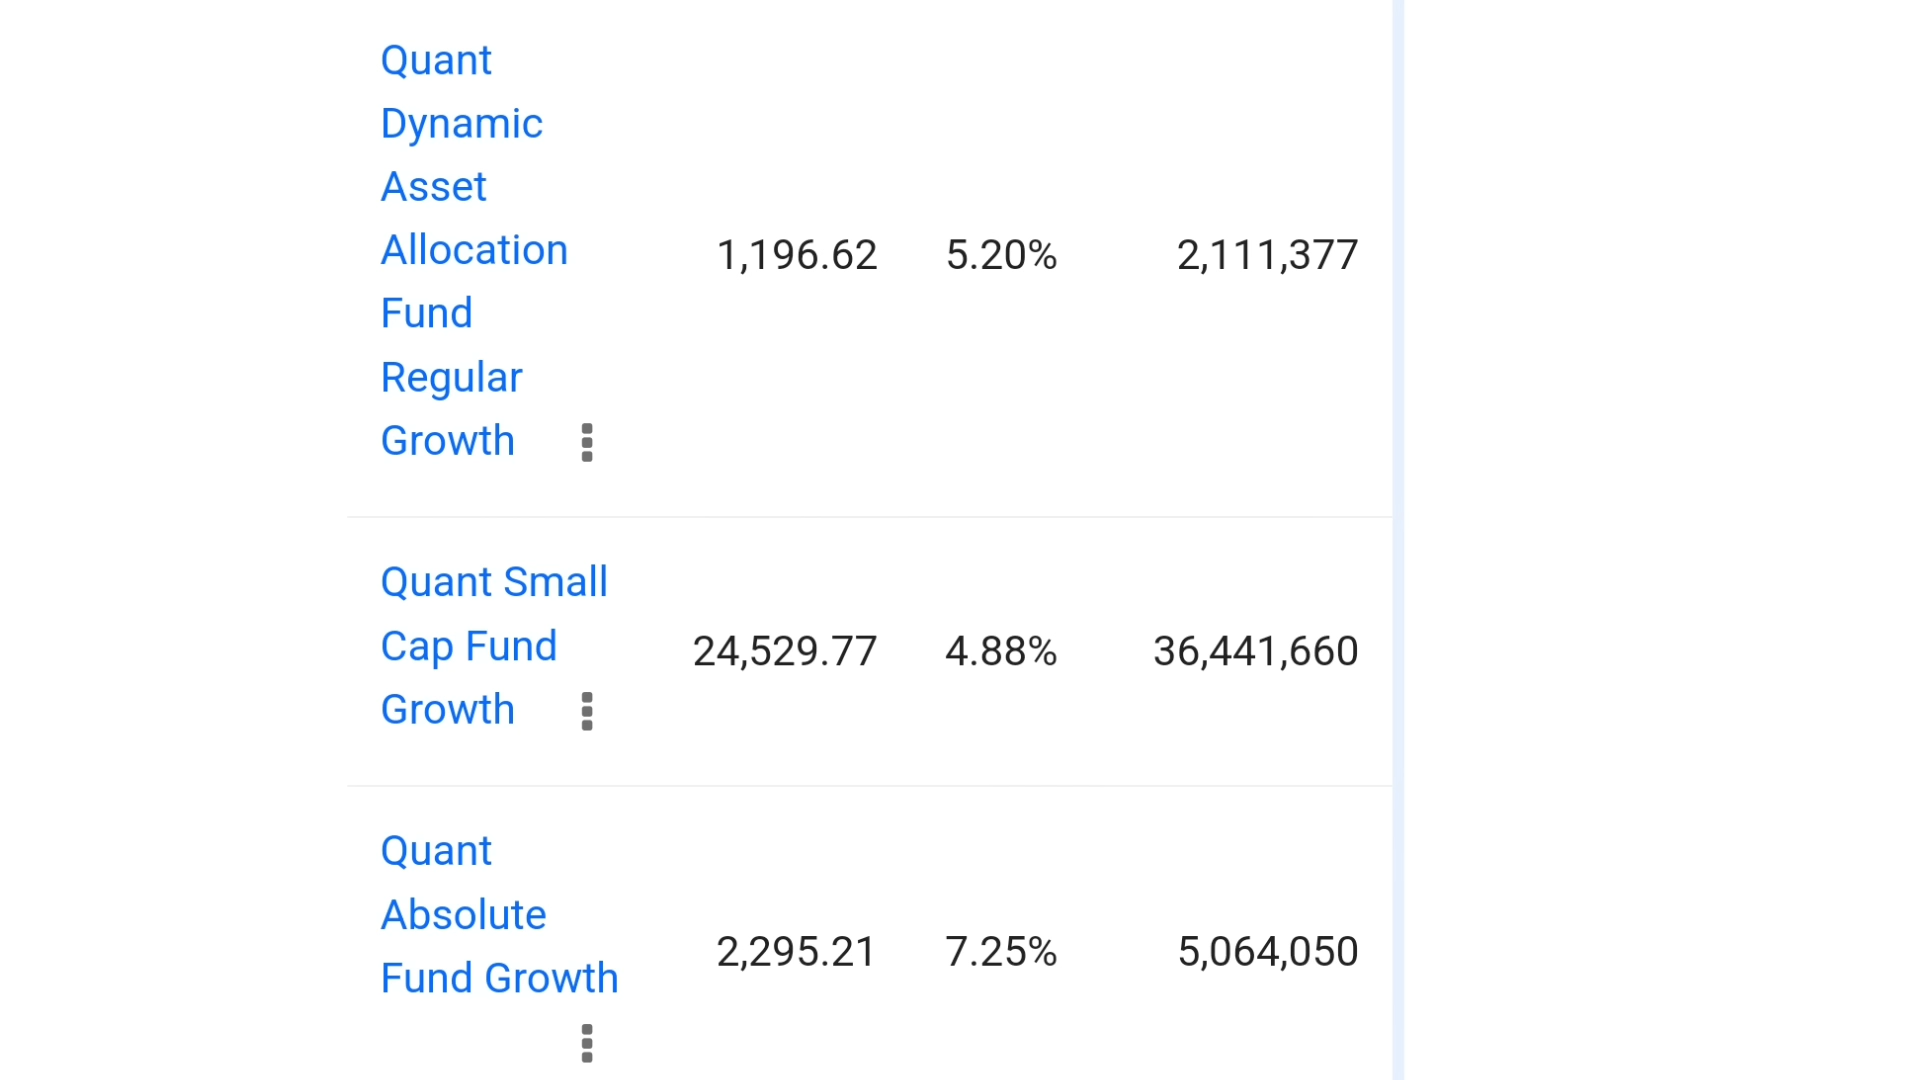 Quant
Dynamic
Asset
Allocation 1,196.62 5.20% 2,111,377
Fund
Regular
Growth
Quant Small
Cap Fund 24,529.77 4.88% 36,441,660
Growth
Quant
Absolute
2,295.21 7.25% 5,064,050
Fund Growth